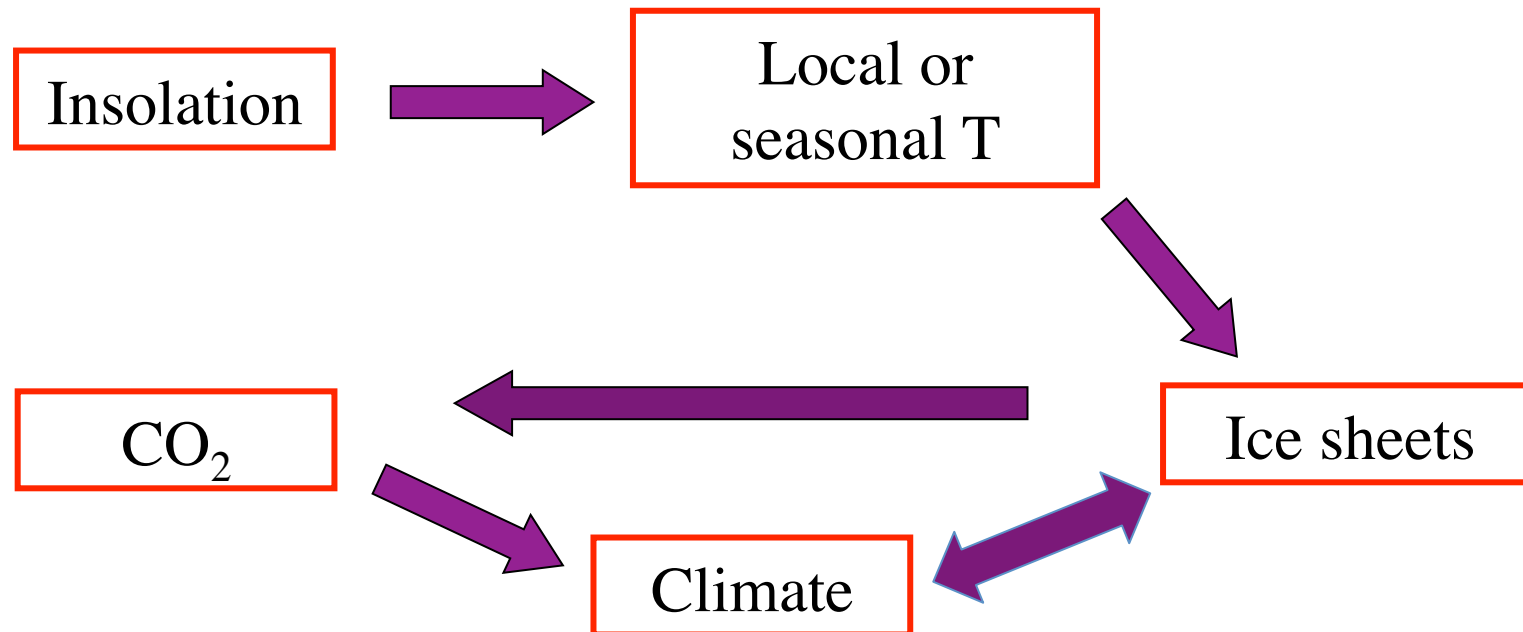 Insolation
Local or
seasonal T
CO₂
Ice sheets
Climate